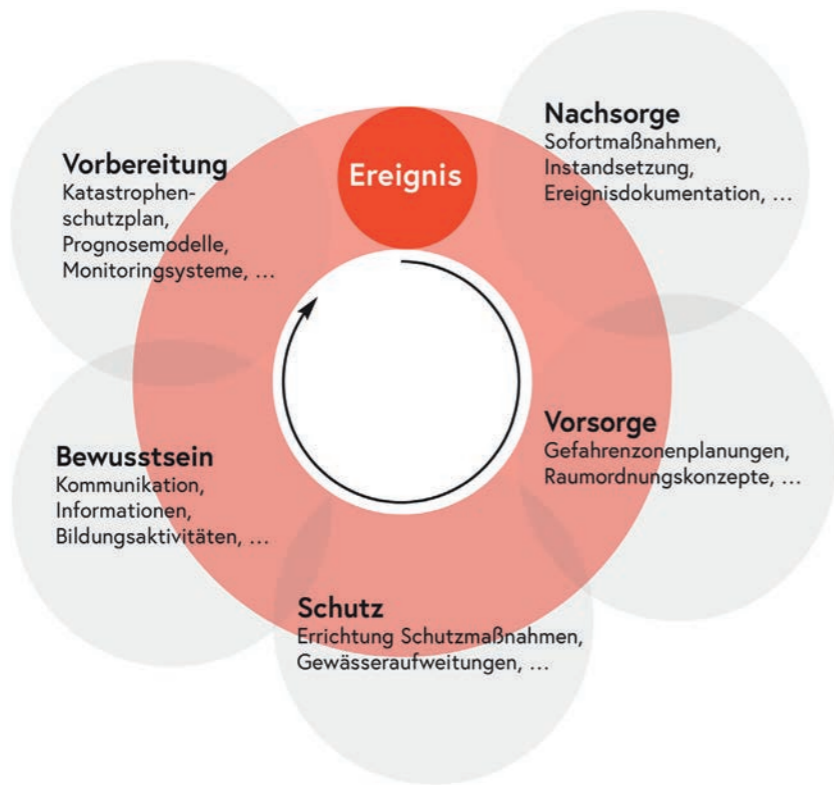 Ereignis
Nachsorge
Sofortmaßnahmen,
Instandsetzung,
Ereignisdokumentation, …
Vorsorge
Gefahrenzonenplanungen,
Raumordnungskonzepte, …
Schutz
Errichtung Schutzmaßnahmen,
Gewässeraufweitungen, …
Bewusstsein
Kommunikation,
Informationen,
Bildungsaktivitäten, …
Vorbereitung
Katastrophen-
schutzplan,
Prognosemodelle,
Monitoringsysteme, …